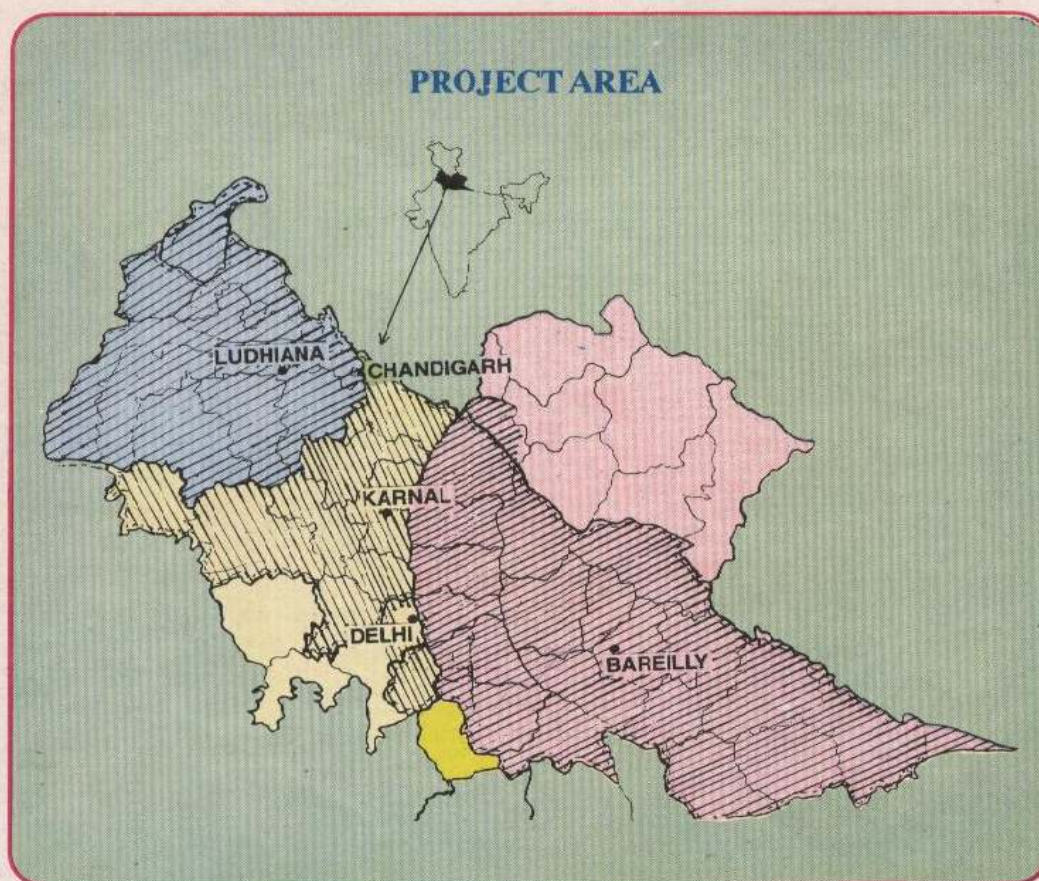 PROJECT AREA
LUDHIANA
CHANDIGARH
KARNAL
DELHI
BAREILLY